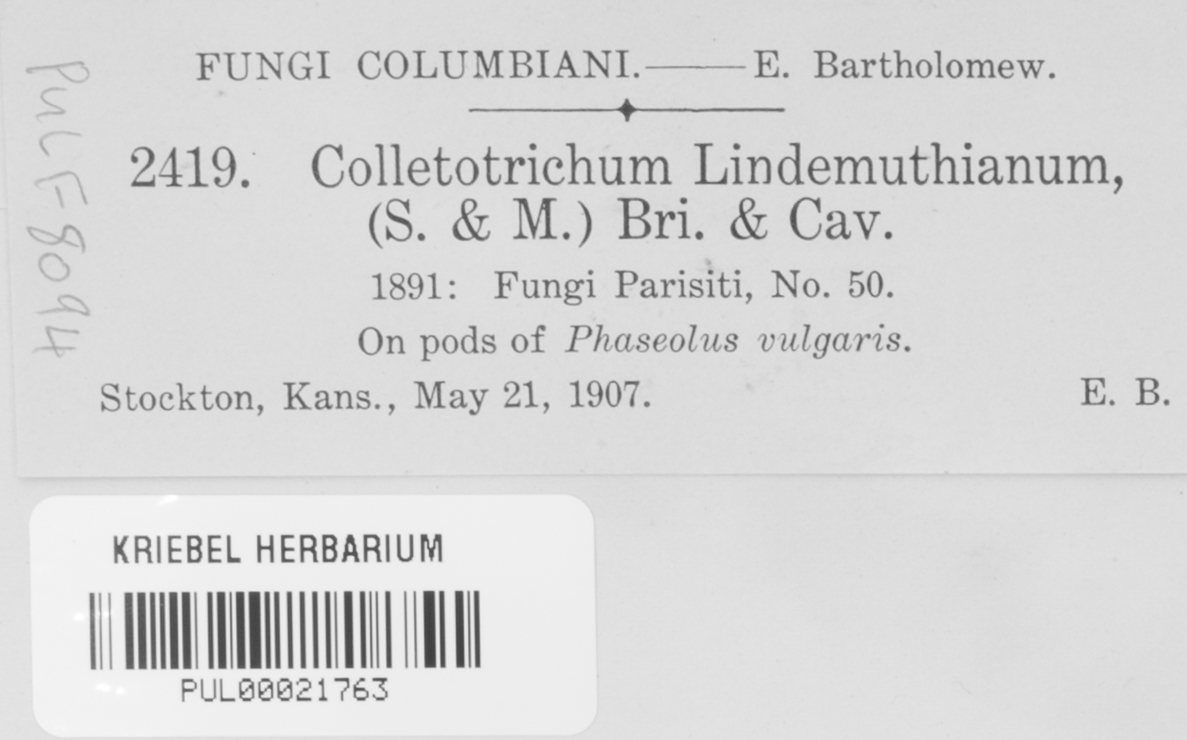 FUNGI COLUMBIANI.——E. Bartholomew.
2419. Colletotrichum Lindemuthianum,
(S. & M.) Bri. & Cav.
1891: Fungi Parisiti, No. 50.
On pods of Phaseolus vulgaris.
Stockton, Kans., May 21, 1907. E. B.
PUL F8094
KRIEBEL HERBARIUM
PUL00021763